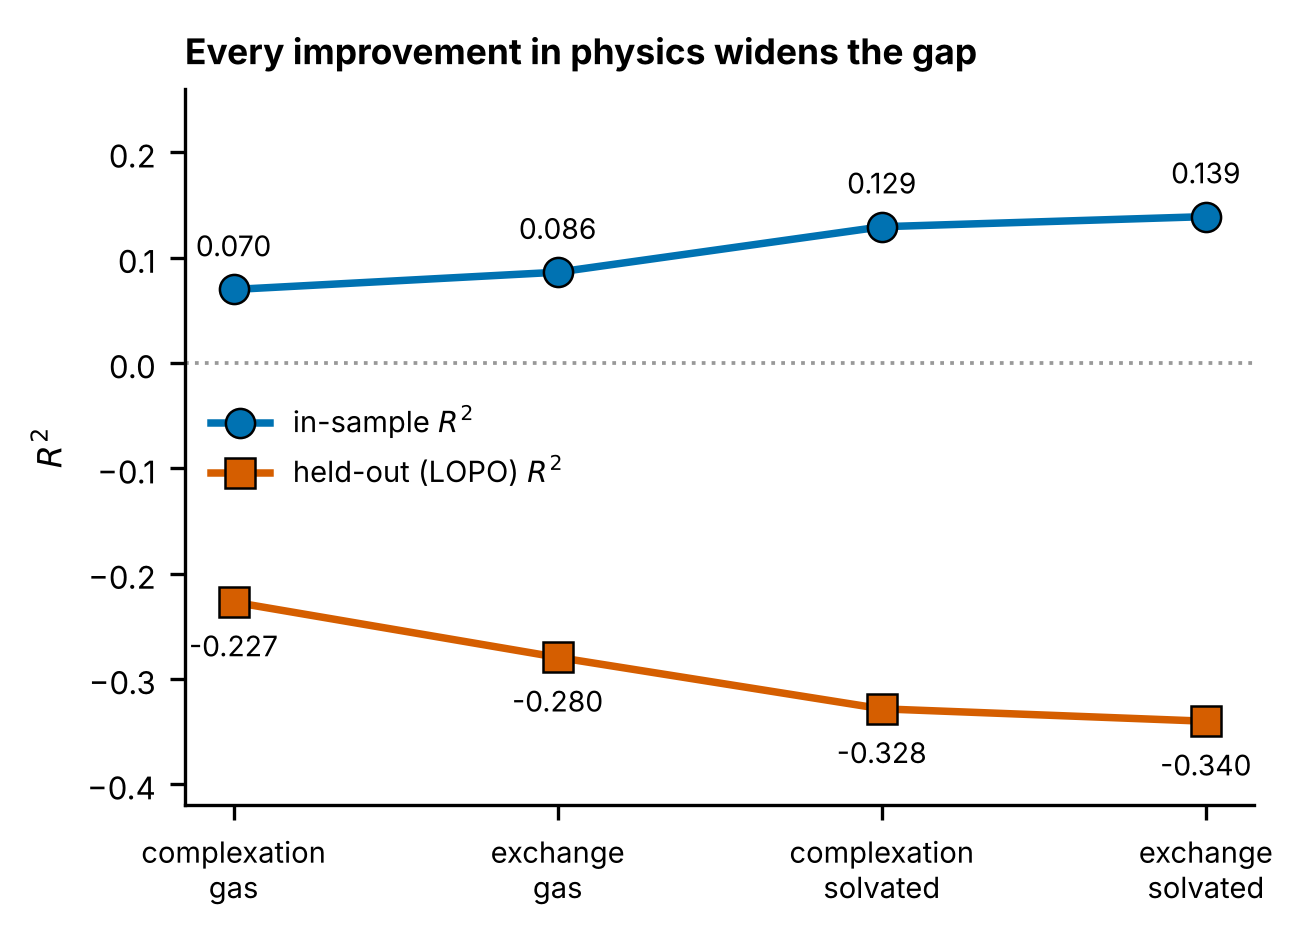 Every improvement in physics widens the gap
0.2
0.1
0.0
−0.1
−0.2
−0.3
−0.4
R²
0.070
0.086
0.129
0.139
in-sample R²
held-out (LOPO) R²
-0.227
-0.280
-0.328
-0.340
complexation
gas
exchange
gas
complexation
solvated
exchange
solvated